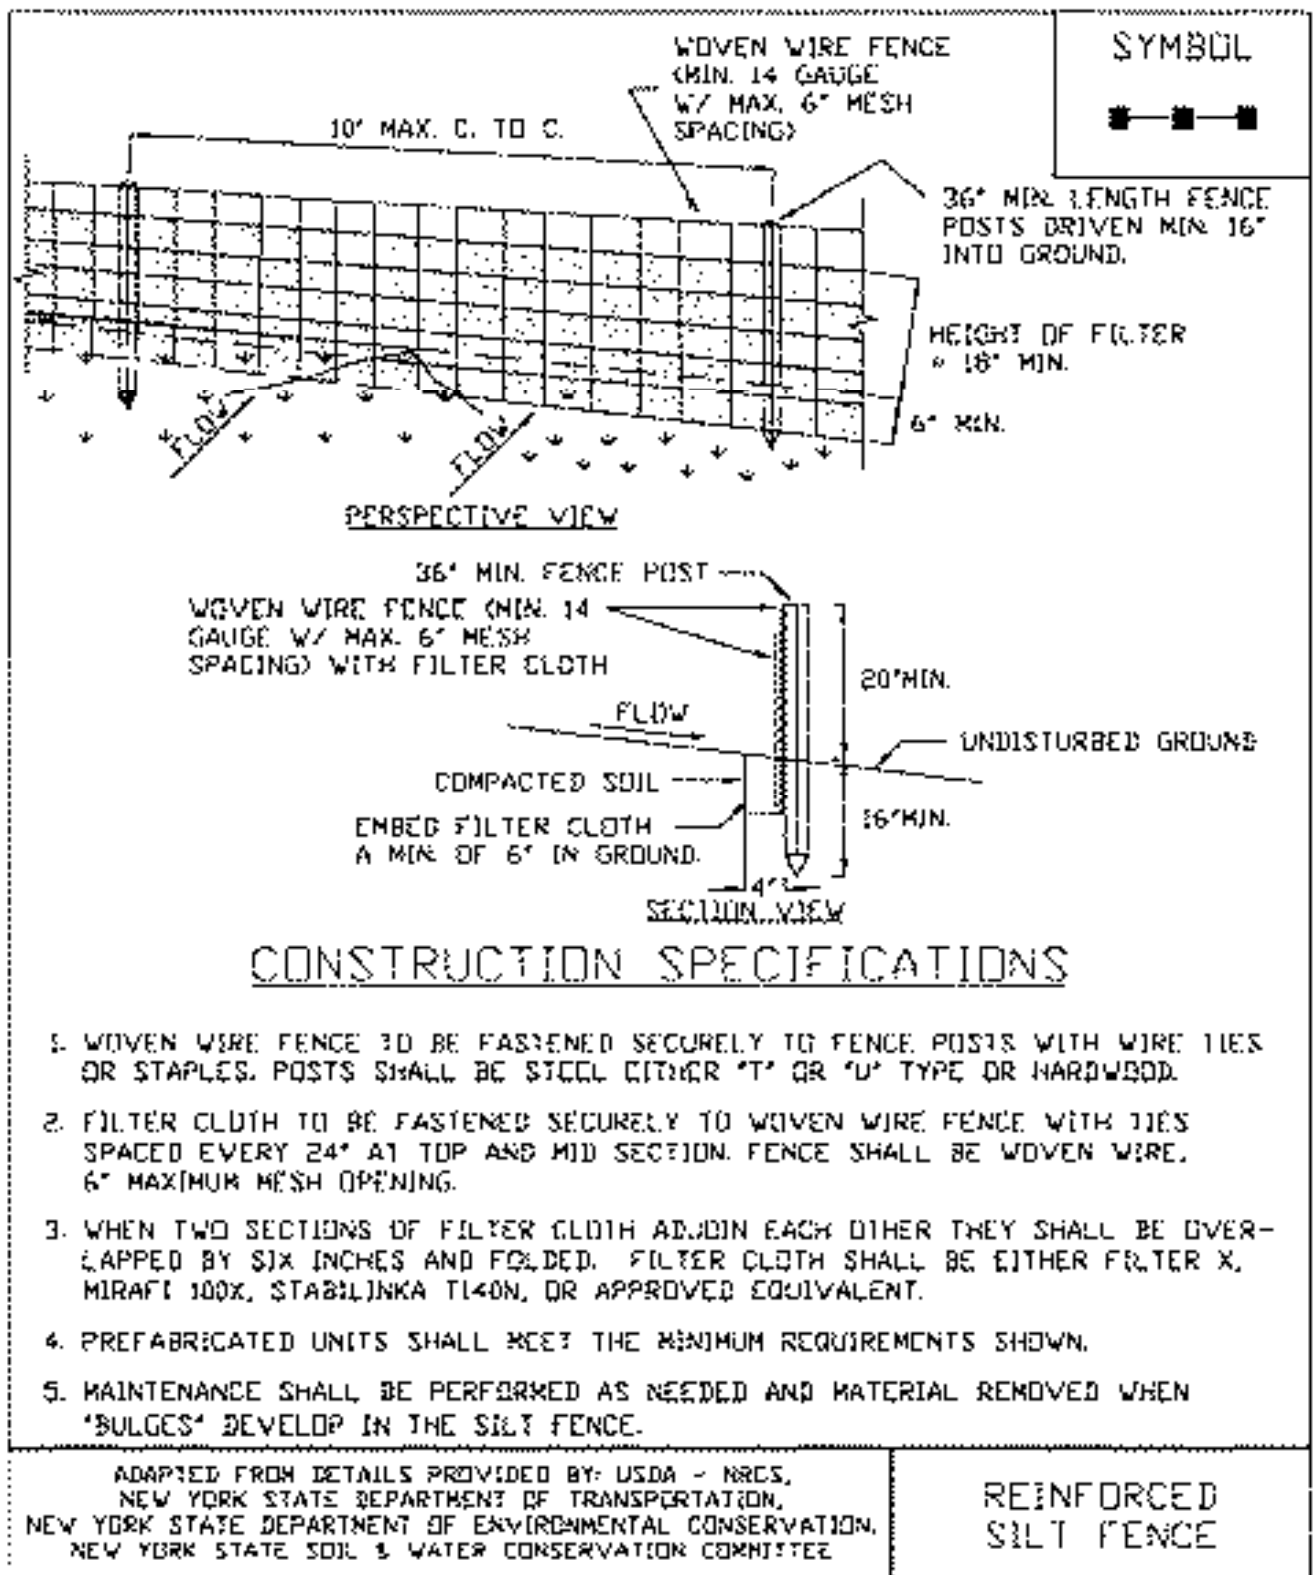 WOVEN WIRE FENCE
(MIN. 14 GAUGE
W/ MAX. 6" MESH
SPACING)
SYMBOL
10' MAX. C. TO C.
36" MIN. LENGTH FENCE
POSTS DRIVEN MIN. 16"
INTO GROUND.
HEIGHT OF FILTER
= 18" MIN.
6" MIN.
FLOW
FLOW
PERSPECTIVE VIEW
36" MIN. FENCE POST
WOVEN WIRE FENCE (MIN. 14
GAUGE W/ MAX. 6" MESH
SPACING) WITH FILTER CLOTH
20"MIN.
FLOW
UNDISTURBED GROUND
COMPACTED SOIL
EMBED FILTER CLOTH
A MIN. OF 6" IN GROUND.
16"MIN.
4"
SECTION VIEW
CONSTRUCTION SPECIFICATIONS
1. WOVEN WIRE FENCE TO BE FASTENED SECURELY TO FENCE POSTS WITH WIRE TIES
OR STAPLES. POSTS SHALL BE STEEL EITHER "T" OR "U" TYPE OR HARDWOOD.
2. FILTER CLOTH TO BE FASTENED SECURELY TO WOVEN WIRE FENCE WITH TIES
SPACED EVERY 24" AT TOP AND MID SECTION. FENCE SHALL BE WOVEN WIRE,
6" MAXIMUM MESH OPENING.
3. WHEN TWO SECTIONS OF FILTER CLOTH ADJOIN EACH OTHER THEY SHALL BE OVER-
LAPPED BY SIX INCHES AND FOLDED. FILTER CLOTH SHALL BE EITHER FILTER X,
MIRAFI 100X, STABILINKA T140N, OR APPROVED EQUIVALENT.
4. PREFABRICATED UNITS SHALL MEET THE MINIMUM REQUIREMENTS SHOWN.
5. MAINTENANCE SHALL BE PERFORMED AS NEEDED AND MATERIAL REMOVED WHEN
"BULGES" DEVELOP IN THE SILT FENCE.
ADAPTED FROM DETAILS PROVIDED BY: USDA - NRCS,
NEW YORK STATE DEPARTMENT OF TRANSPORTATION,
NEW YORK STATE DEPARTMENT OF ENVIRONMENTAL CONSERVATION,
NEW YORK STATE SOIL & WATER CONSERVATION COMMITTEE
REINFORCED
SILT FENCE